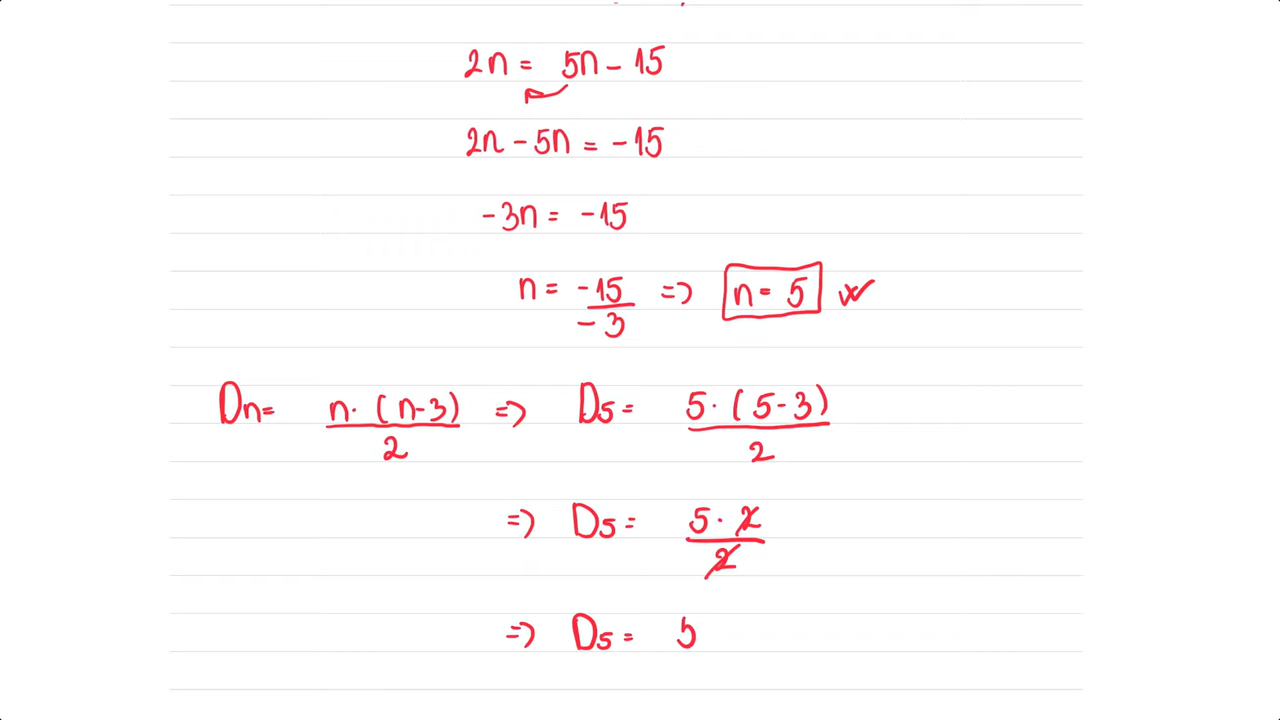 2n = 5n - 15
2n - 5n = -15
-3n = -15
n = -15/-3 => n = 5
Dn = n·(n-3)/2 => D5 = 5·(5-3)/2
=> D5 = 5·2/2
=> D5 = 5